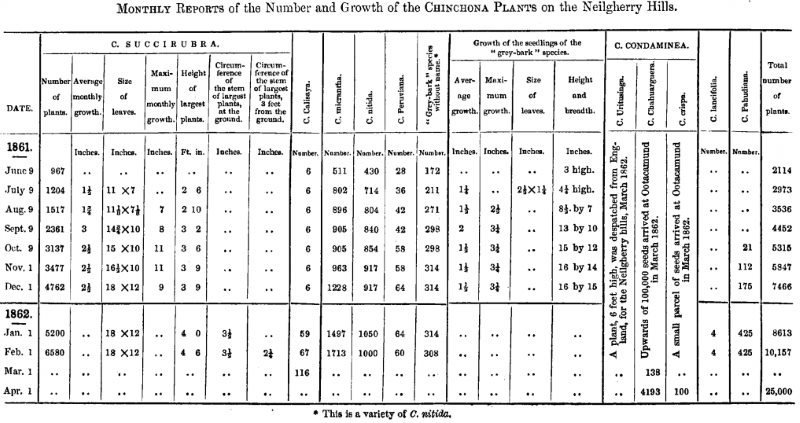 MONTHLY REPORTS of the Number and Growth of the CHINCHONA PLANTS on the Neilgherry Hills.
DATE. | C. SUCCIRUBRA. | C. Calisaya. | C. micrantha. | C. nitida. | C. Peruviana. | "Grey-bark" species without name.* | Growth of the seedlings of the "grey-bark" species. | C. CONDAMINEA. | C. lancifolia. | C. Pahudiana. | Total number of plants.
Number of plants. | Average monthly growth. | Size of leaves. | Maximum monthly growth. | Height of largest plants. | Circumference of the stem of largest plants, at the ground. | Circumference of the stem of largest plants, 3 feet from the ground. | Average growth. | Maximum growth. | Size of leaves. | Height and breadth. | C. Uritusinga. | C. Chahuarguera. | C. crispa.
1861. | Inches. | Inches. | Inches. | Ft. in. | Inches. | Inches. | Number. | Number. | Number. | Number. | Number. | Inches. | Inches. | Inches. | Inches. | Number. | Number.
June 9 | 967 | .. | .. | .. | .. | .. | .. | 6 | 511 | 430 | 28 | 172 | .. | .. | .. | 3 high. | .. | .. | 2114
July 9 | 1204 | 1½ | 11 ×7 | .. | 2 6 | .. | .. | 6 | 802 | 714 | 36 | 211 | 1¼ | .. | 2½×1¼ | 4¼ high. | .. | .. | 2973
Aug. 9 | 1517 | 1¾ | 11½×7½ | 7 | 2 10 | .. | .. | 6 | 896 | 804 | 42 | 271 | 1½ | 2½ | .. | 8½ by 7 | .. | .. | 3536
Sept. 9 | 2361 | 3 | 14¾×10 | 8 | 3 2 | .. | .. | 6 | 905 | 840 | 42 | 298 | 2 | 3¼ | .. | 13 by 10 | .. | .. | 4452
Oct. 9 | 3137 | 2½ | 15 ×10 | 11 | 3 6 | .. | .. | 6 | 905 | 854 | 58 | 298 | 1½ | 3¼ | .. | 15 by 12 | .. | 21 | 5315
Nov. 1 | 3477 | 2½ | 16½×10 | 11 | 3 9 | .. | .. | 6 | 963 | 917 | 58 | 314 | 1½ | 3¼ | .. | 16 by 14 | .. | 112 | 5847
Dec. 1 | 4762 | 2½ | 18 ×12 | 9 | 3 9 | .. | .. | 6 | 1228 | 917 | 64 | 314 | 1½ | 3¼ | .. | 16 by 15 | .. | 175 | 7466
1862.
Jan. 1 | 5200 | .. | 18 ×12 | .. | 4 0 | 3½ | .. | 59 | 1497 | 1050 | 64 | 314 | .. | .. | .. | .. | 4 | 425 | 8613
Feb. 1 | 6580 | .. | 18 ×12 | .. | 4 6 | 3½ | 2¾ | 67 | 1713 | 1000 | 60 | 308 | .. | .. | .. | .. | 4 | 425 | 10,157
Mar. 1 | .. | .. | .. | .. | .. | .. | .. | 116 | .. | .. | .. | .. | .. | .. | .. | .. | .. | 138 | .. | .. | .. | ..
Apr. 1 | .. | .. | .. | .. | .. | .. | .. | .. | .. | .. | .. | .. | .. | .. | .. | .. | .. | 4193 | 100 | .. | .. | 25,000
A plant, 6 feet high, was despatched from England, for the Neilgherry hills, March 1862.
Upwards of 100,000 seeds arrived at Ootacamund in March 1862.
A small parcel of seeds arrived at Ootacamund in March 1862.
* This is a variety of C. nitida.